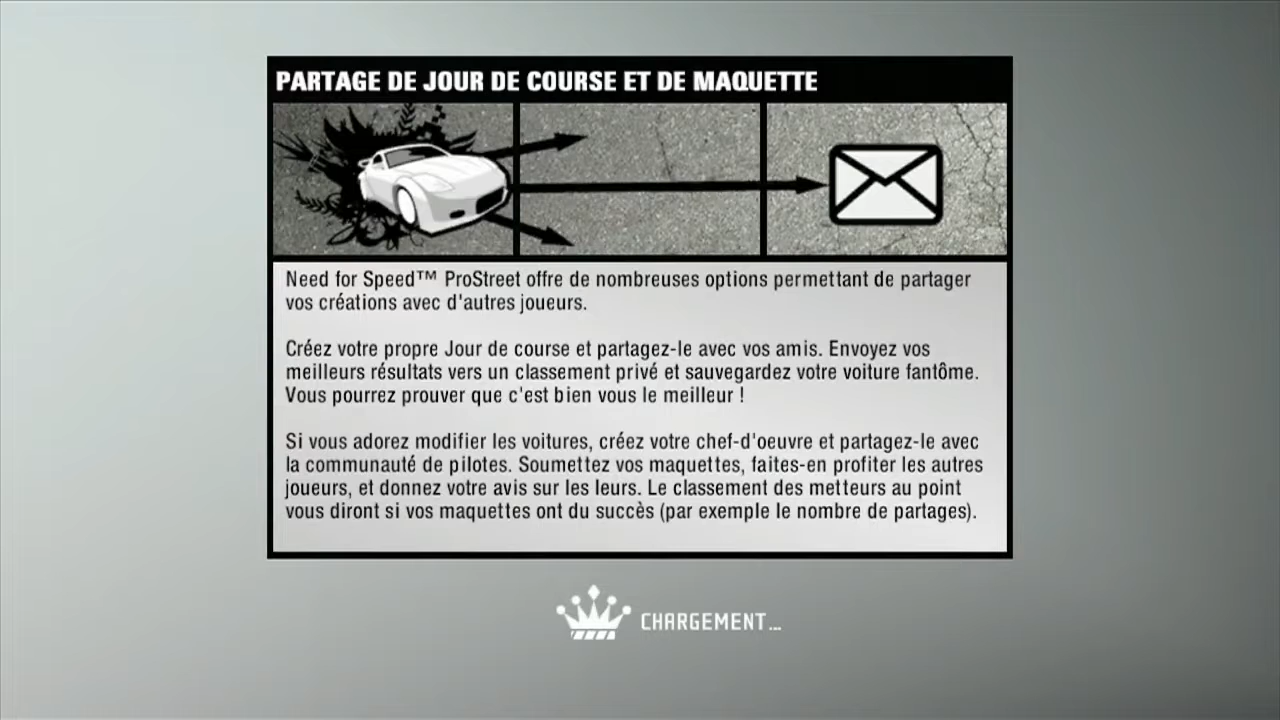 PARTAGE DE JOUR DE COURSE ET DE MAQUETTE
Need for Speed™ ProStreet offre de nombreuses options permettant de partager
vos créations avec d'autres joueurs.
Créez votre propre Jour de course et partagez-le avec vos amis. Envoyez vos
meilleurs résultats vers un classement privé et sauvegardez votre voiture fantôme.
Vous pourrez prouver que c'est bien vous le meilleur !
Si vous adorez modifier les voitures, créez votre chef-d'oeuvre et partagez-le avec
la communauté de pilotes. Soumettez vos maquettes, faites-en profiter les autres
joueurs, et donnez votre avis sur les leurs. Le classement des metteurs au point
vous diront si vos maquettes ont du succès (par exemple le nombre de partages).
CHARGEMENT...